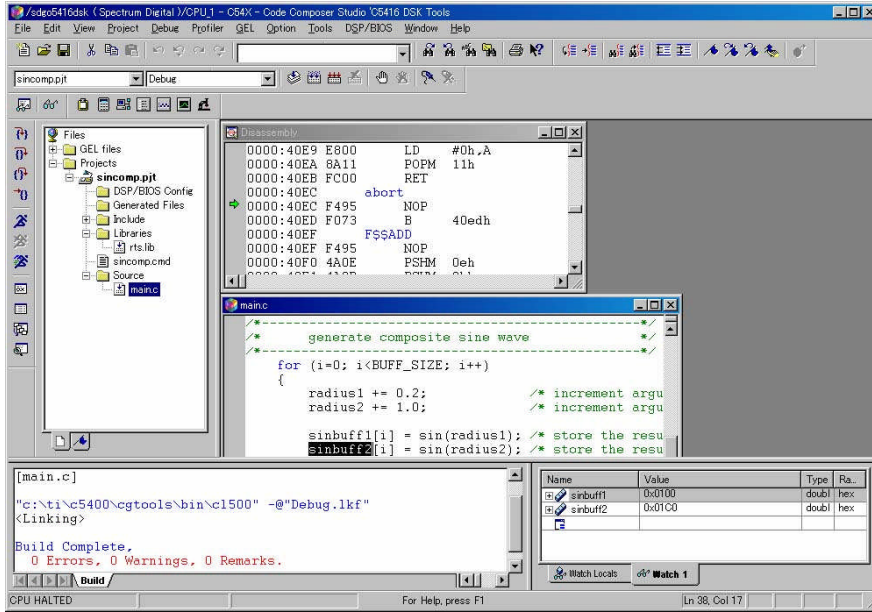 /sdgo5416dsk (Spectrum Digital )/CPU_1 - C54X - Code Composer Studio 'C5416 DSK Tools
File Edit View Project Debug Profiler GEL Option Tools DSP/BIOS Window Help
sincomp.pjt Debug
Files
GEL files
Projects
sincomp.pjt
DSP/BIOS Config
Generated Files
Include
Libraries
rts.lib
sincomp.cmd
Source
main.c
Disassembly
0000:40E9 E800 LD #0h,A
0000:40EA 8A11 POPM 11h
0000:40EB FC00 RET
0000:40EC abort
0000:40EC F495 NOP
0000:40ED F073 B 40edh
0000:40EF F$$ADD
0000:40EF F495 NOP
0000:40F0 4A0E PSHM 0eh
main.c
/*------------------------------------------------*/
/* generate composite sine wave */
/*------------------------------------------------*/
for (i=0; i<BUFF_SIZE; i++)
{
radius1 += 0.2; /* increment argu
radius2 += 1.0; /* increment argu
sinbuff1[i] = sin(radius1); /* store the resu
sinbuff2[i] = sin(radius2); /* store the resu
[main.c]
"c:\ti\c5400\cgtools\bin\cl500" -@"Debug.lkf"
<Linking>
Build Complete,
0 Errors, 0 Warnings, 0 Remarks.
Build
Name Value Type Ra..
sinbuff1 0x0100 doubl hex
sinbuff2 0x01C0 doubl hex
Watch Locals Watch 1
CPU HALTED For Help, press F1 Ln 38, Col 17